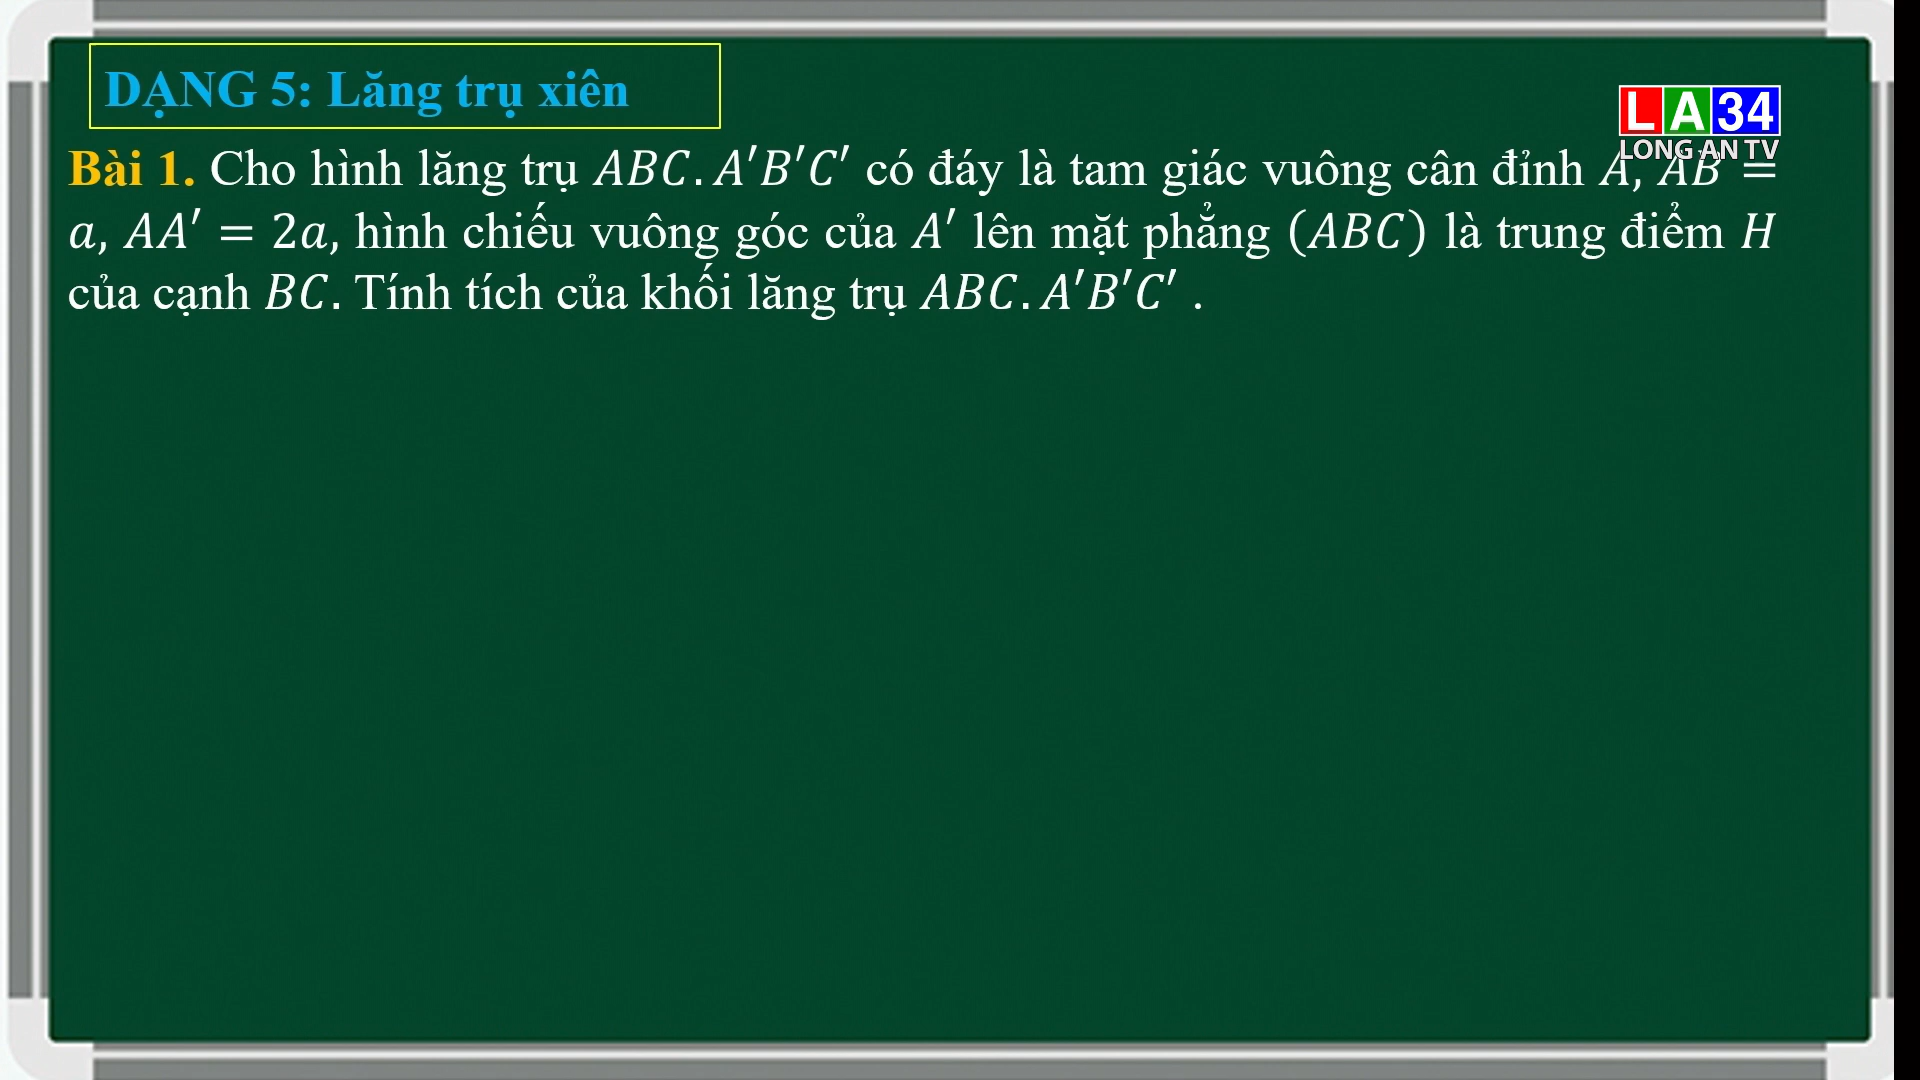 DẠNG 5: Lăng trụ xiên
LA34
LONG AN TV
Bài 1. Cho hình lăng trụ ABC.A′B′C′ có đáy là tam giác vuông cân đỉnh A, AB =
a, AA′ = 2a, hình chiếu vuông góc của A′ lên mặt phẳng (ABC) là trung điểm H
của cạnh BC. Tính tích của khối lăng trụ ABC.A′B′C′ .